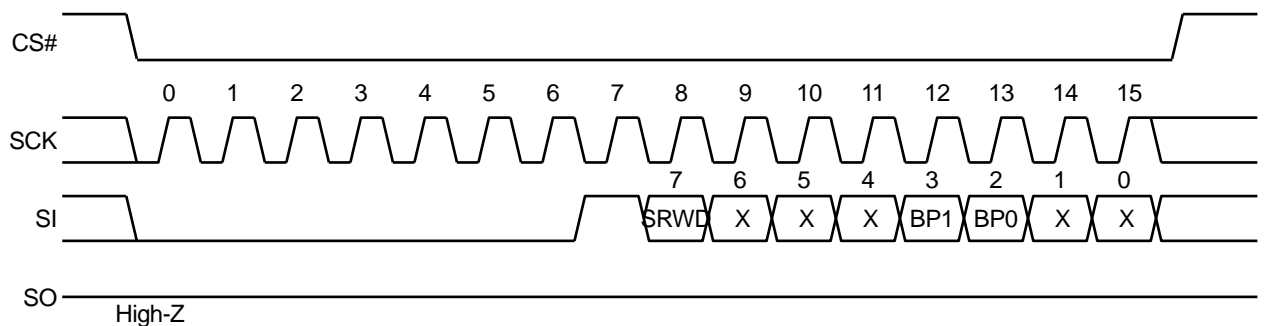 CS#
0 1 2 3 4 5 6 7 8 9 10 11 12 13 14 15
SCK
7 6 5 4 3 2 1 0
SI SRWD X X X BP1 BP0 X X
SO
High-Z